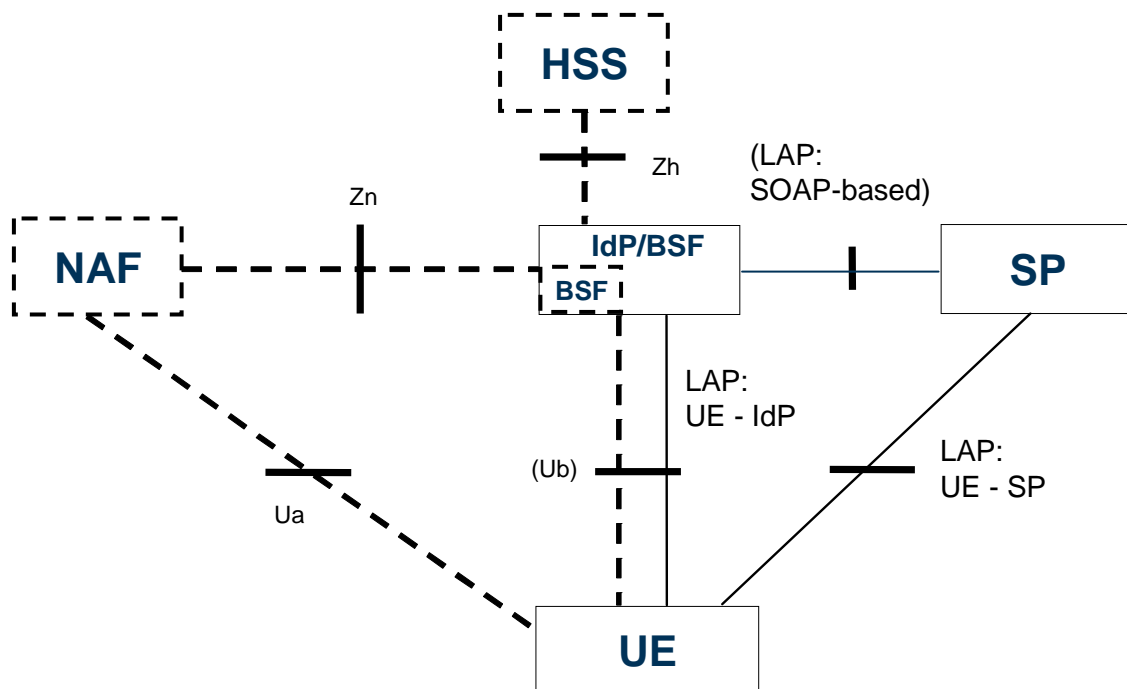 HSS
(LAP:
SOAP-based)
Zh
Zn
NAF
IdP/BSF
BSF
SP
LAP:
UE - IdP
(Ub)
LAP:
UE - SP
Ua
UE